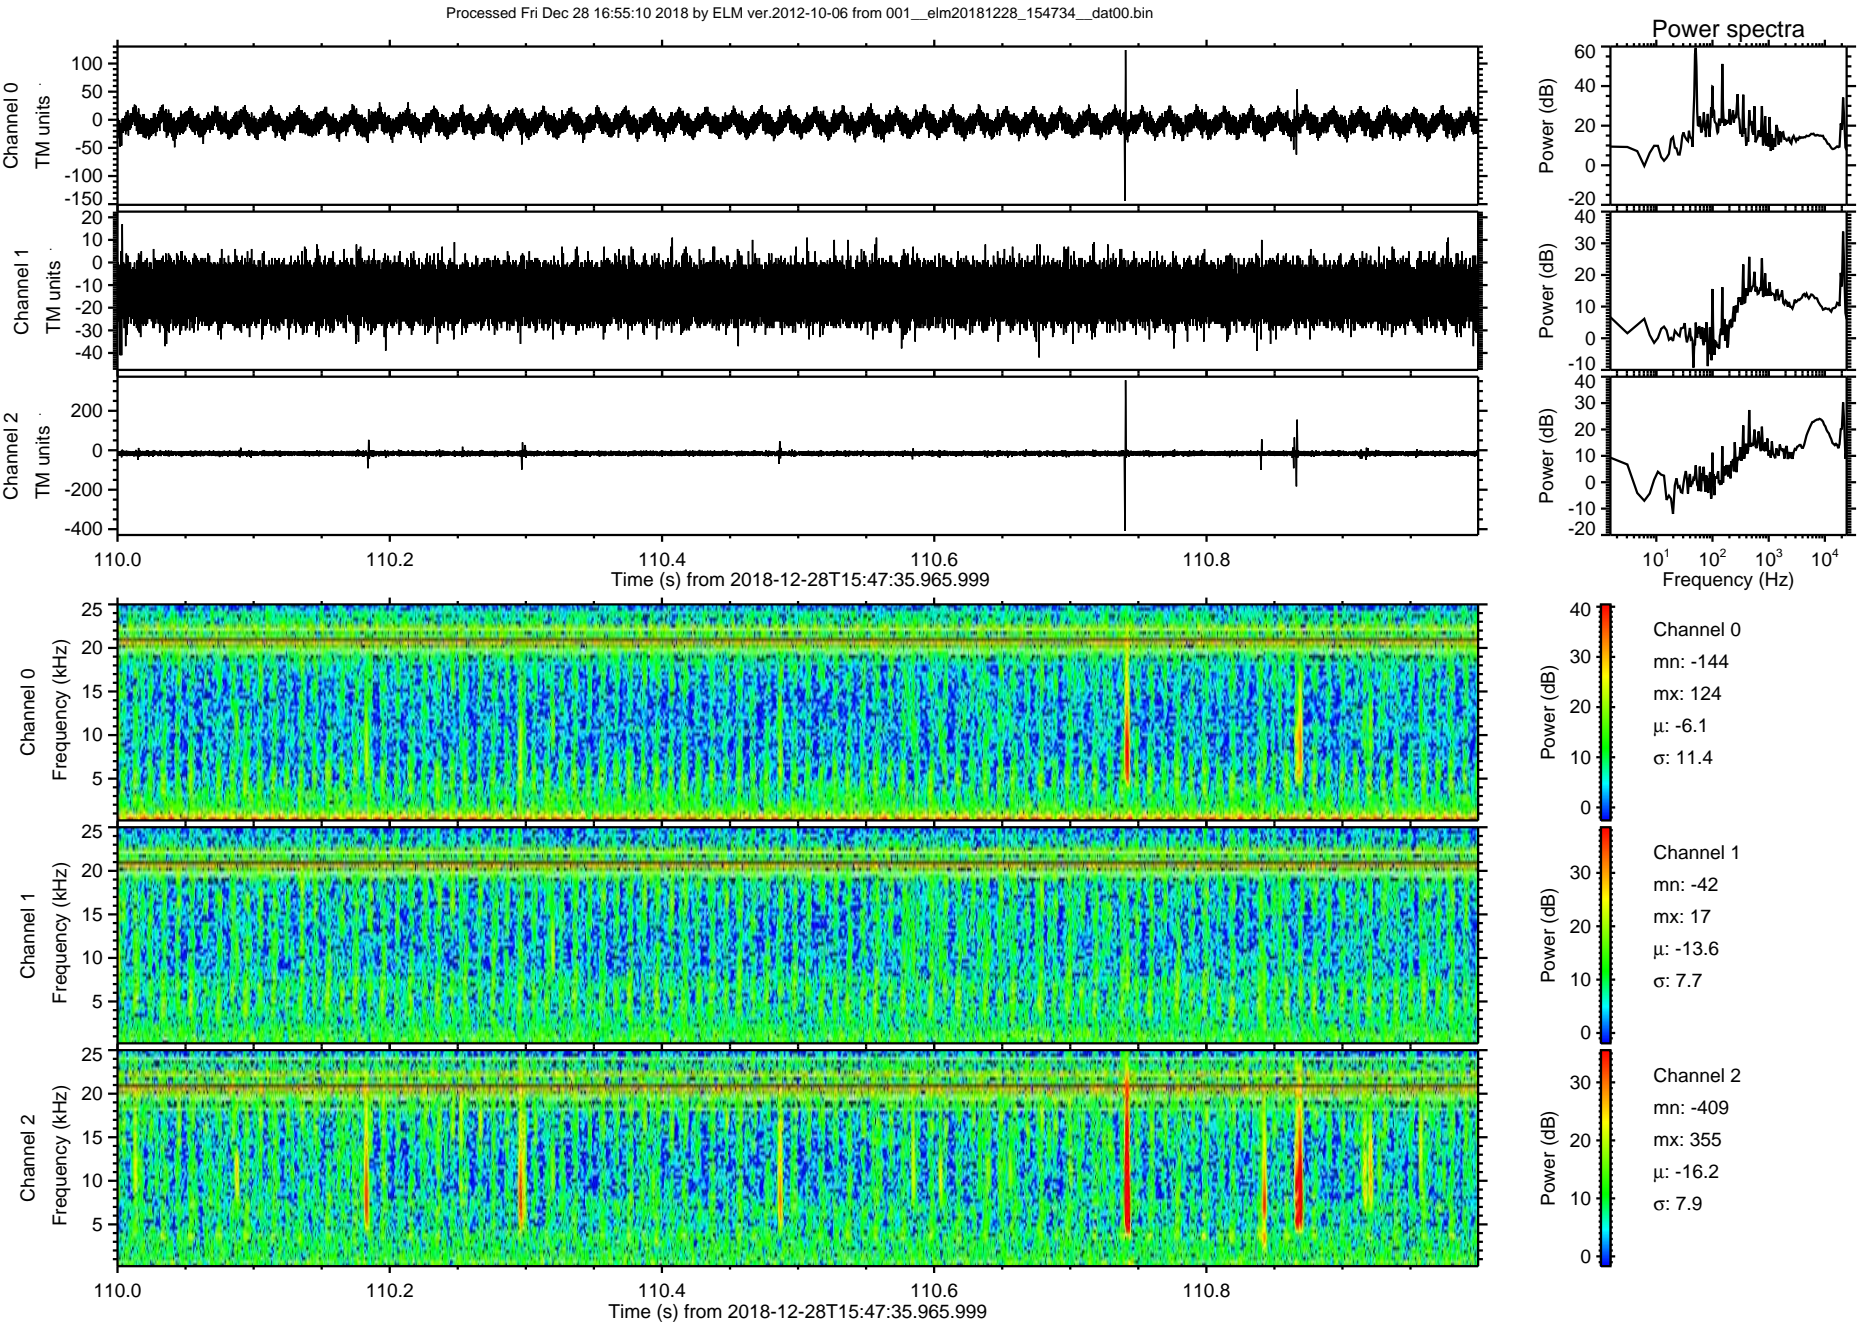 Processed Fri Dec 28 16:55:10 2018 by ELM ver.2012-10-06 from 001__elm20181228_154734__dat00.bin
Power spectra
Channel 0
TM units
100
50
0
-50
-100
-150
Power (dB)
60
40
20
0
-20
Channel 1
TM units
20
10
0
-10
-20
-30
-40
Power (dB)
40
30
20
10
0
-10
Channel 2
TM units
200
0
-200
-400
Power (dB)
40
30
20
10
0
-10
-20
110.0 110.2 110.4 110.6 110.8
Time (s) from 2018-12-28T15:47:35.965.999
10^1 10^2 10^3 10^4
Frequency (Hz)
Channel 0
Frequency (kHz)
25
20
15
10
5
Power (dB)
40
30
20
10
0
Channel 0
mn: -144
mx: 124
μ: -6.1
σ: 11.4
Channel 1
Frequency (kHz)
25
20
15
10
5
Power (dB)
30
20
10
0
Channel 1
mn: -42
mx: 17
μ: -13.6
σ: 7.7
Channel 2
Frequency (kHz)
25
20
15
10
5
Power (dB)
30
20
10
0
Channel 2
mn: -409
mx: 355
μ: -16.2
σ: 7.9
110.0 110.2 110.4 110.6 110.8
Time (s) from 2018-12-28T15:47:35.965.999